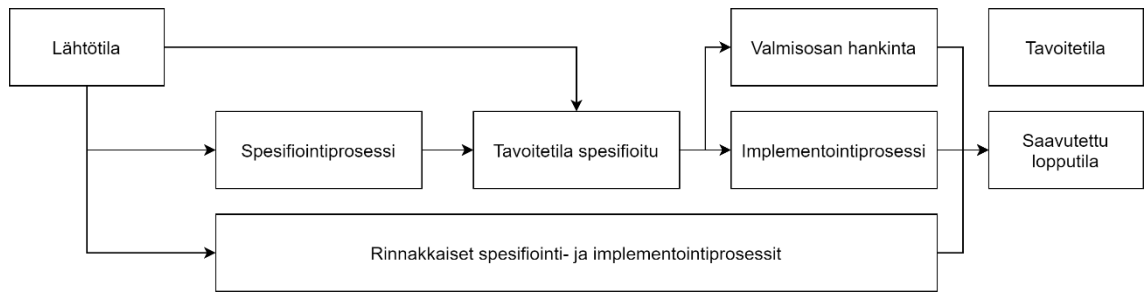 Lähtötila
Valmisosan hankinta
Tavoitetila
Spesifiointiprosessi
Tavoitetila spesifioitu
Implementointiprosessi
Saavutettu
lopputila
Rinnakkaiset spesifiointi- ja implementointiprosessit